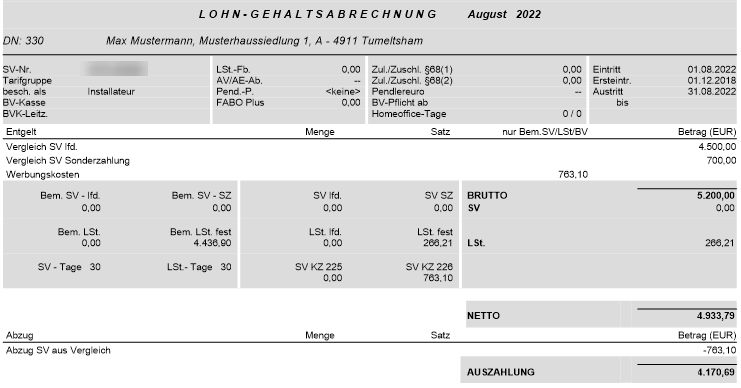 LOHN-GEHALTSABRECHNUNG August 2022
DN: 330 Max Mustermann, Musterhaussiedlung 1, A - 4911 Tumeltsham
SV-Nr. LSt.-Fb. 0,00 Zul./Zuschl. §68(1) 0,00 Eintritt 01.08.2022
Tarifgruppe AV/AE-Ab. -- Zul./Zuschl. §68(2) 0,00 Ersteintr. 01.12.2018
besch. als Installateur Pend.-P. <keine> Pendlereuro -- Austritt 31.08.2022
BV-Kasse FABO Plus 0,00 BV-Pflicht ab bis
BVK-Leitz. Homeoffice-Tage 0 / 0
Entgelt Menge Satz nur Bem.SV/LSt/BV Betrag (EUR)
Vergleich SV lfd. 4.500,00
Vergleich SV Sonderzahlung 700,00
Werbungskosten 763,10
Bem. SV - lfd. Bem. SV - SZ SV lfd. SV SZ BRUTTO 5.200,00
0,00 0,00 0,00 0,00 SV 0,00
Bem. LSt. Bem. LSt. fest LSt. lfd. LSt. fest
0,00 4.436,90 0,00 266,21 LSt. 266,21
SV - Tage 30 LSt.- Tage 30 SV KZ 225 SV KZ 226
0,00 763,10
NETTO 4.933,79
Abzug Menge Satz Betrag (EUR)
Abzug SV aus Vergleich -763,10
AUSZAHLUNG 4.170,69